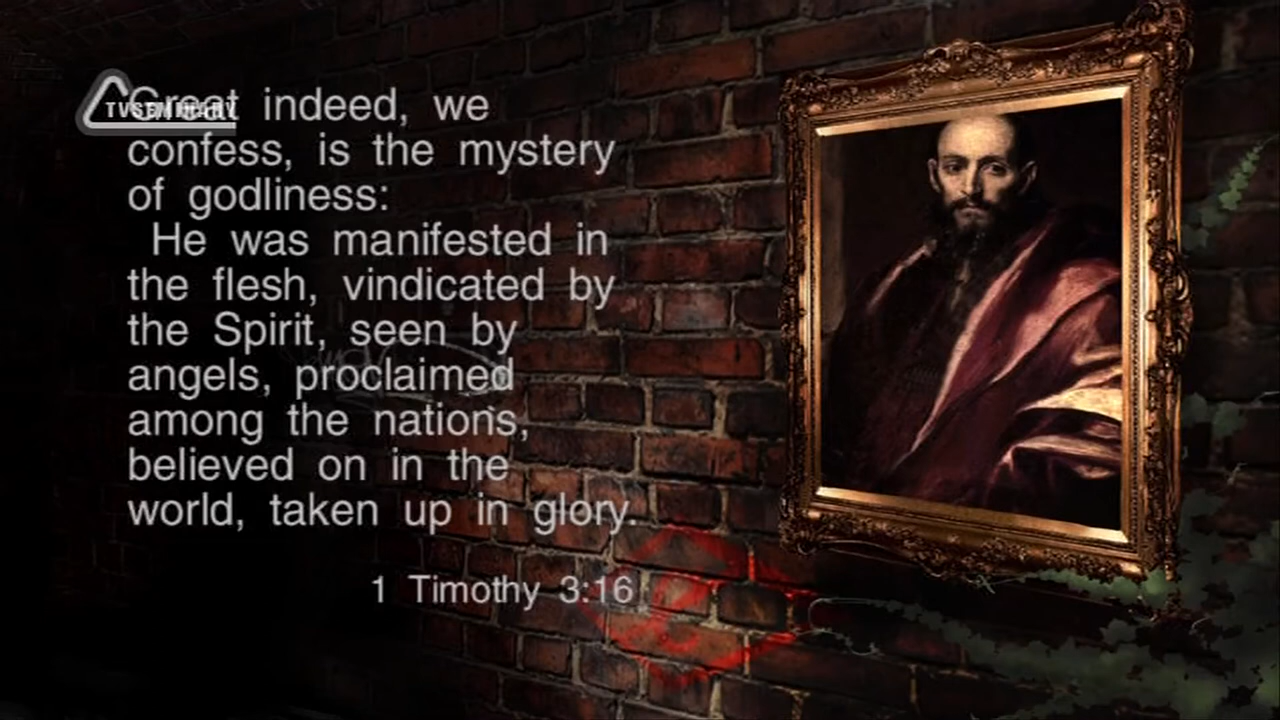 TVSEMINARY
Great indeed, we
confess, is the mystery
of godliness:
He was manifested in
the flesh, vindicated by
the Spirit, seen by
angels, proclaimed
among the nations,
believed on in the
world, taken up in glory.
1 Timothy 3:16